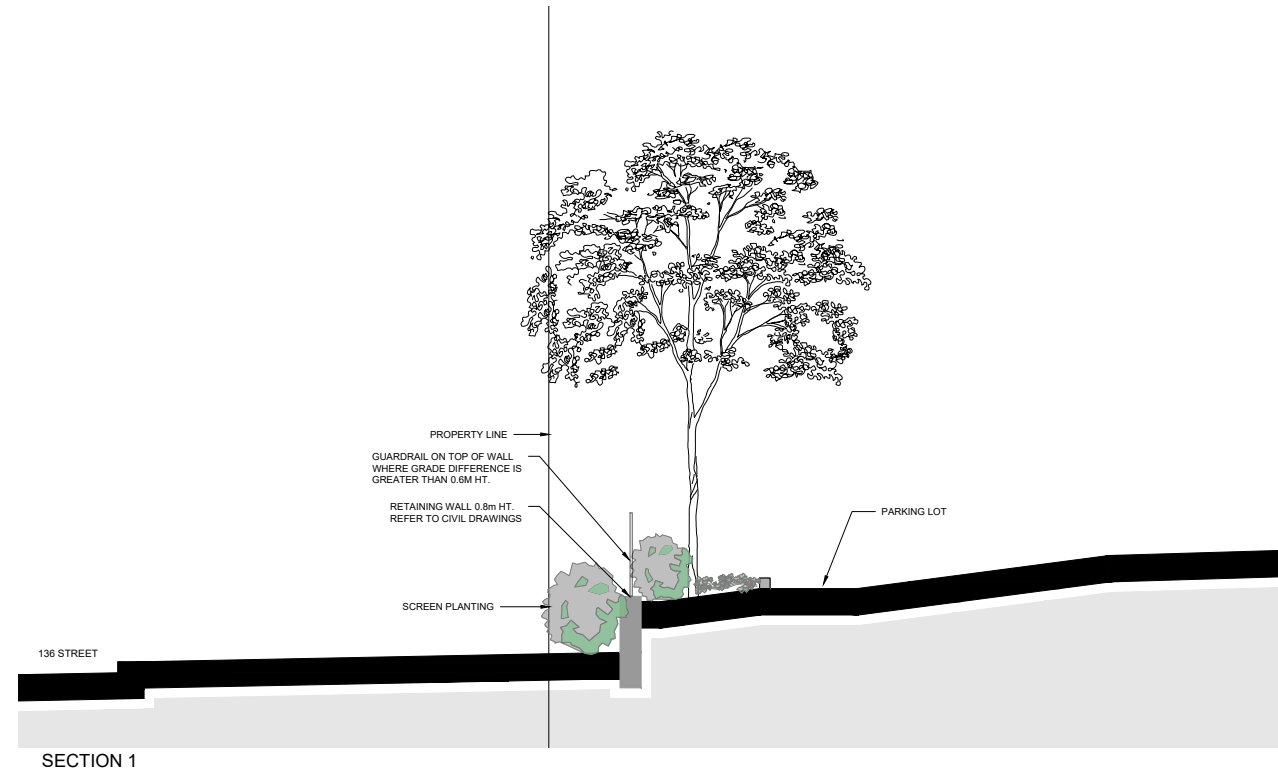 PROPERTY LINE
GUARDRAIL ON TOP OF WALL
WHERE GRADE DIFFERENCE IS
GREATER THAN 0.6M HT.
RETAINING WALL 0.8m HT.
REFER TO CIVIL DRAWINGS
PARKING LOT
SCREEN PLANTING
136 STREET
SECTION 1